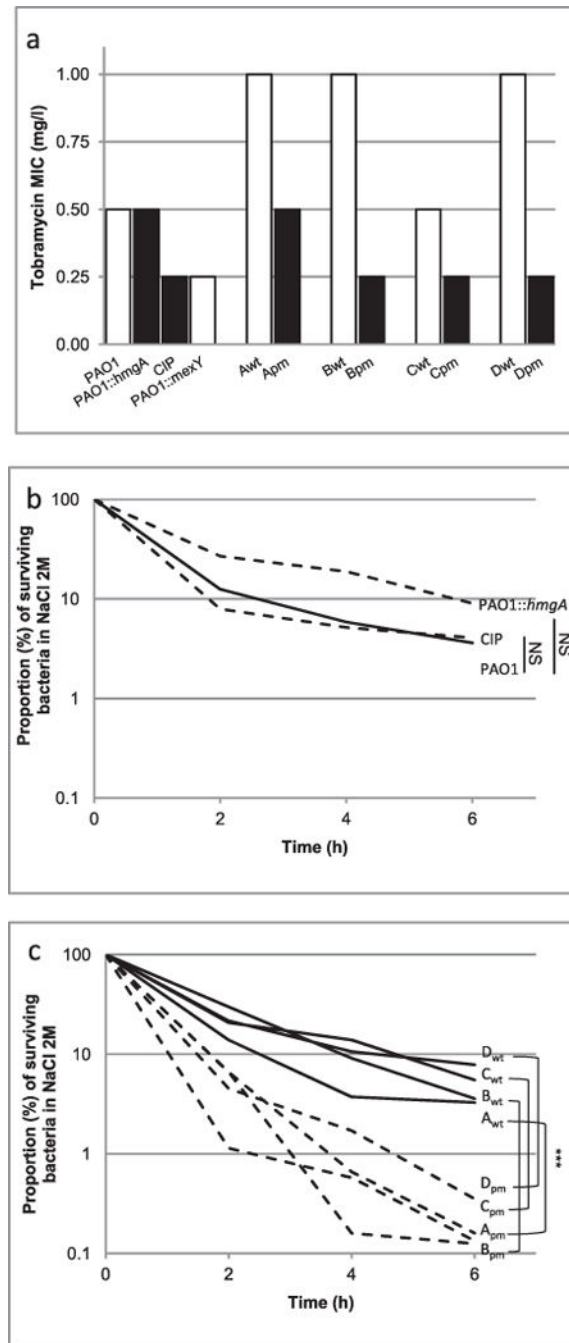 a
Tobramycin MIC (mg/l)
1.00
0.75
0.50
0.25
0.00
PAO1
PAO1::hmgA
CIP
PAO1::mexY
Awt
Apm
Bwt
Bpm
Cwt
Cpm
Dwt
Dpm
b
Proportion (%) of surviving
bacteria in NaCl 2M
100
10
1
0.1
0
2
4
6
Time (h)
PAO1::hmgA
CIP
PAO1
NS
NS
c
Proportion (%) of surviving
bacteria in NaCl 2M
100
10
1
0.1
0
2
4
6
Time (h)
Dwt
Cwt
Bwt
Awt
Dpm
Cpm
Apm
Bpm
***